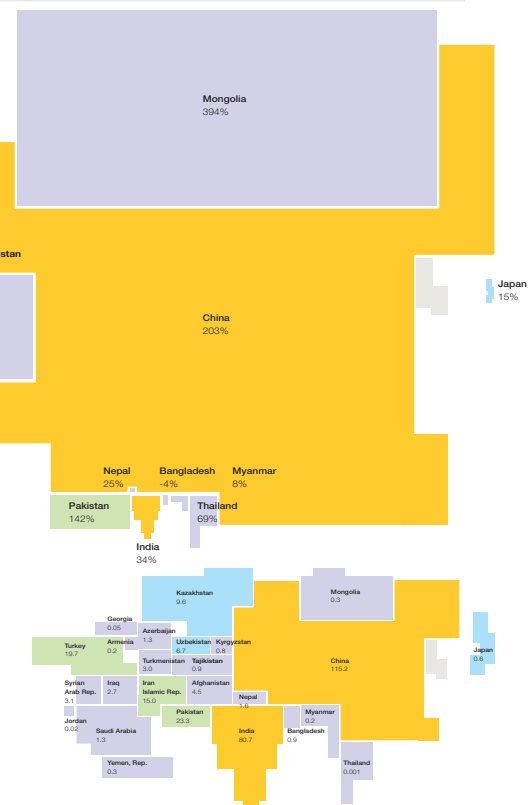 Mongolia
394%
stan
Japan
15%
China
203%
Nepal
25%
Bangladesh
-4%
Myanmar
8%
Pakistan
142%
Thailand
69%
India
34%
Kazakhstan
9.6
Mongolia
0.3
Georgia
0.05
Azerbaijan
1.3
Armenia
0.2
Turkey
19.7
Uzbekistan
6.7
Kyrgyzstan
0.8
Japan
0.6
Turkmenistan
3.0
Tajikistan
0.9
China
115.2
Syrian
Arab Rep.
3.1
Iraq
2.7
Iran
Islamic Rep.
15.0
Afghanistan
4.5
Nepal
1.6
Pakistan
23.3
Myanmar
0.2
Jordan
0.02
Saudi Arabia
1.3
India
80.7
Bangladesh
0.9
Yemen, Rep.
0.3
Thailand
0.001